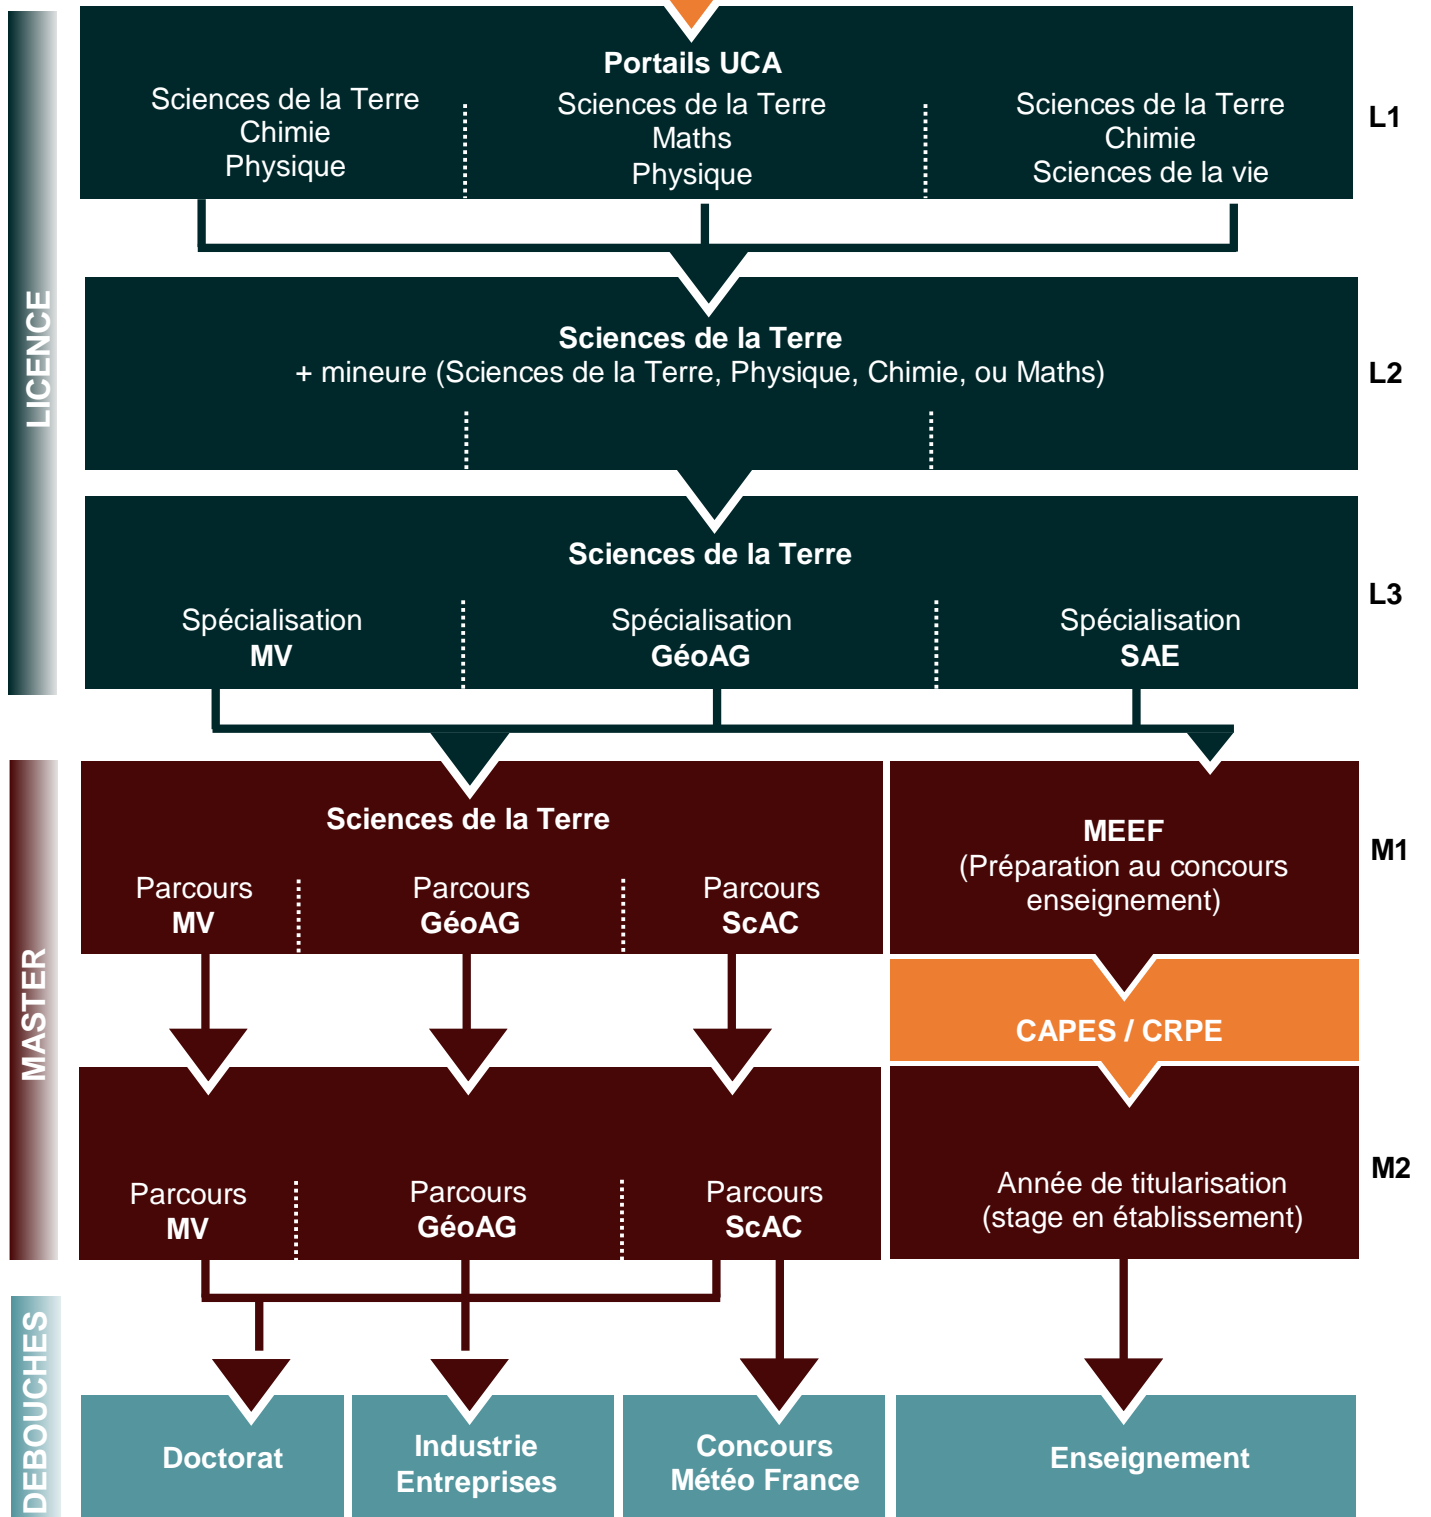 LICENCE
Portails UCA
Sciences de la Terre
Chimie
Physique
Sciences de la Terre
Maths
Physique
Sciences de la Terre
Chimie
Sciences de la vie
L1
Sciences de la Terre
+ mineure (Sciences de la Terre, Physique, Chimie, ou Maths)
L2
Sciences de la Terre
Spécialisation
MV
Spécialisation
GéoAG
Spécialisation
SAE
L3
MASTER
Sciences de la Terre
Parcours
MV
Parcours
GéoAG
Parcours
ScAC
MEEF
(Préparation au concours
enseignement)
M1
CAPES / CRPE
Parcours
MV
Parcours
GéoAG
Parcours
ScAC
Année de titularisation
(stage en établissement)
M2
DEBOUCHES
Doctorat
Industrie
Entreprises
Concours
Météo France
Enseignement